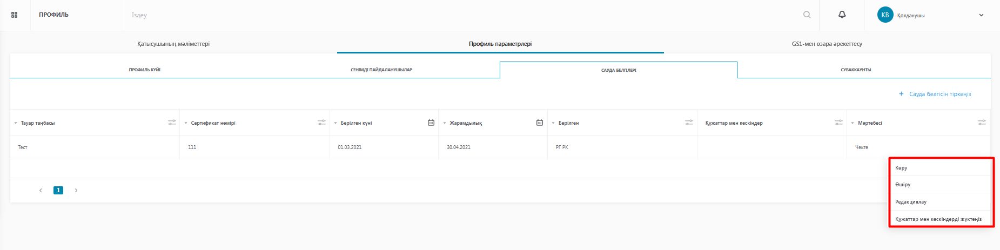 ПРОФИЛЬ
Іздеу
КВ
Қолданушы
Қатысушының мәліметтері
Профиль параметрлері
GS1-мен өзара әрекеттесу
ПРОФИЛЬ КҮЙІ
СЕНІМДІ ПАЙДАЛАНУШЫЛАР
САУДА БЕЛГІЛЕРІ
СУБАККАУНТЫ
+ Сауда белгісін тіркеңіз
Тауар таңбасы
Сертификат нөмірі
Берілген күні
Жарамдылық
Берілген
Құжаттар мен кескіндер
Мәртебесі
Тест
111
01.03.2021
30.04.2021
РГ РК
Чекте
Көру
Өшіру
Редакциялау
Құжаттар мен кескіндерді жүктеңіз
1